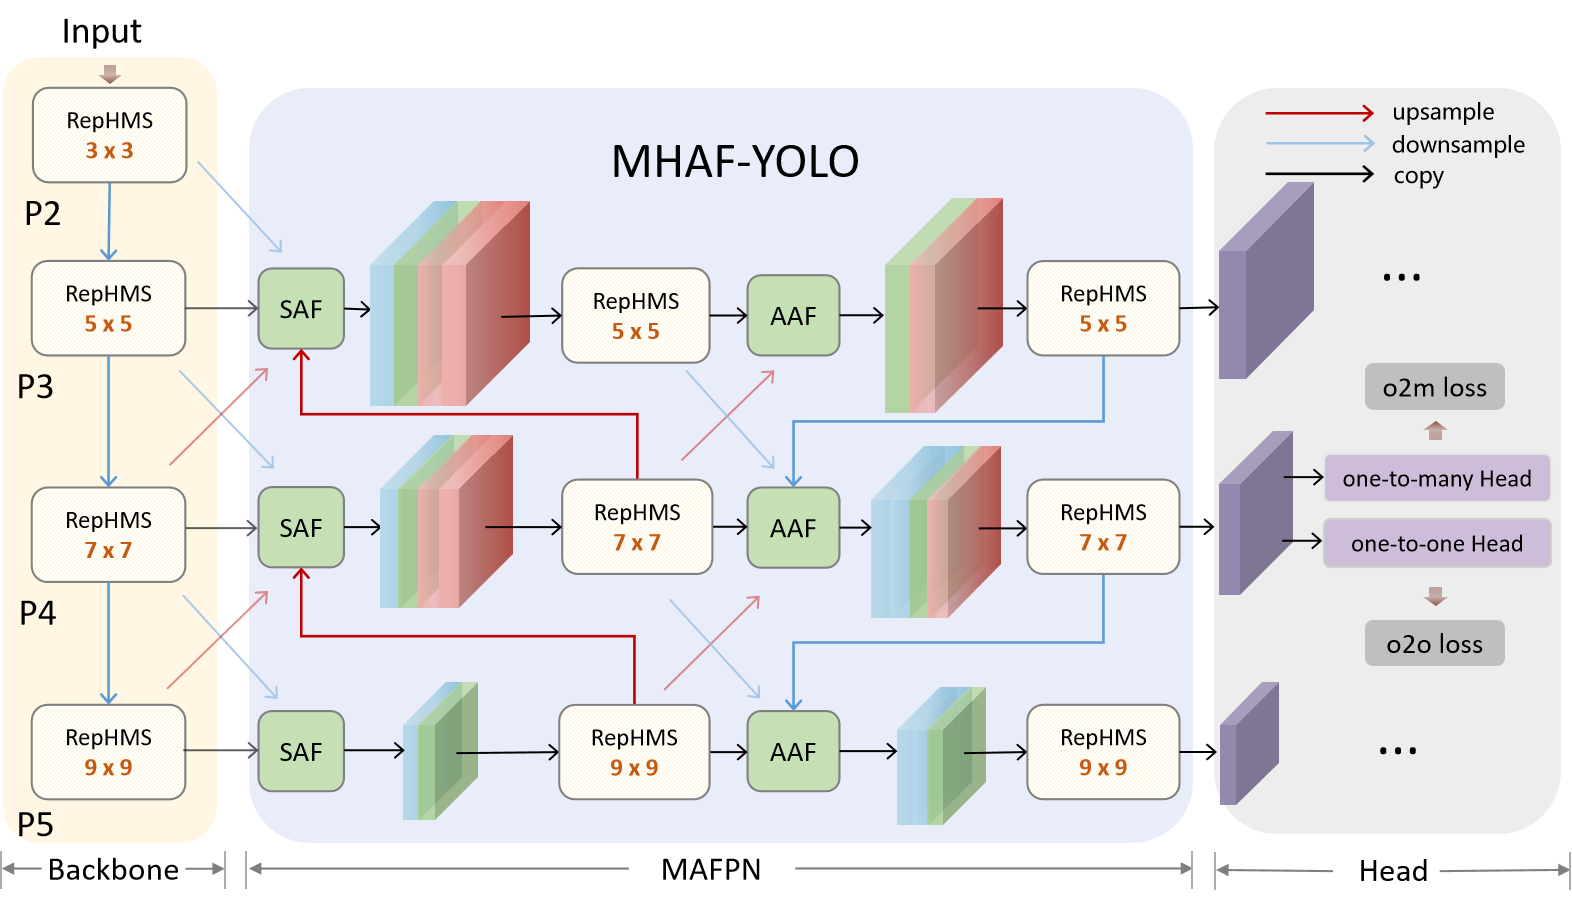 Input
RepHMS
3 x 3
P2
RepHMS
5 x 5
P3
RepHMS
7 x 7
P4
RepHMS
9 x 9
P5
Backbone
MHAF-YOLO
SAF
RepHMS
5 x 5
AAF
RepHMS
5 x 5
SAF
RepHMS
7 x 7
AAF
RepHMS
7 x 7
SAF
RepHMS
9 x 9
AAF
RepHMS
9 x 9
MAFPN
upsample
downsample
copy
...
o2m loss
one-to-many Head
one-to-one Head
o2o loss
...
Head